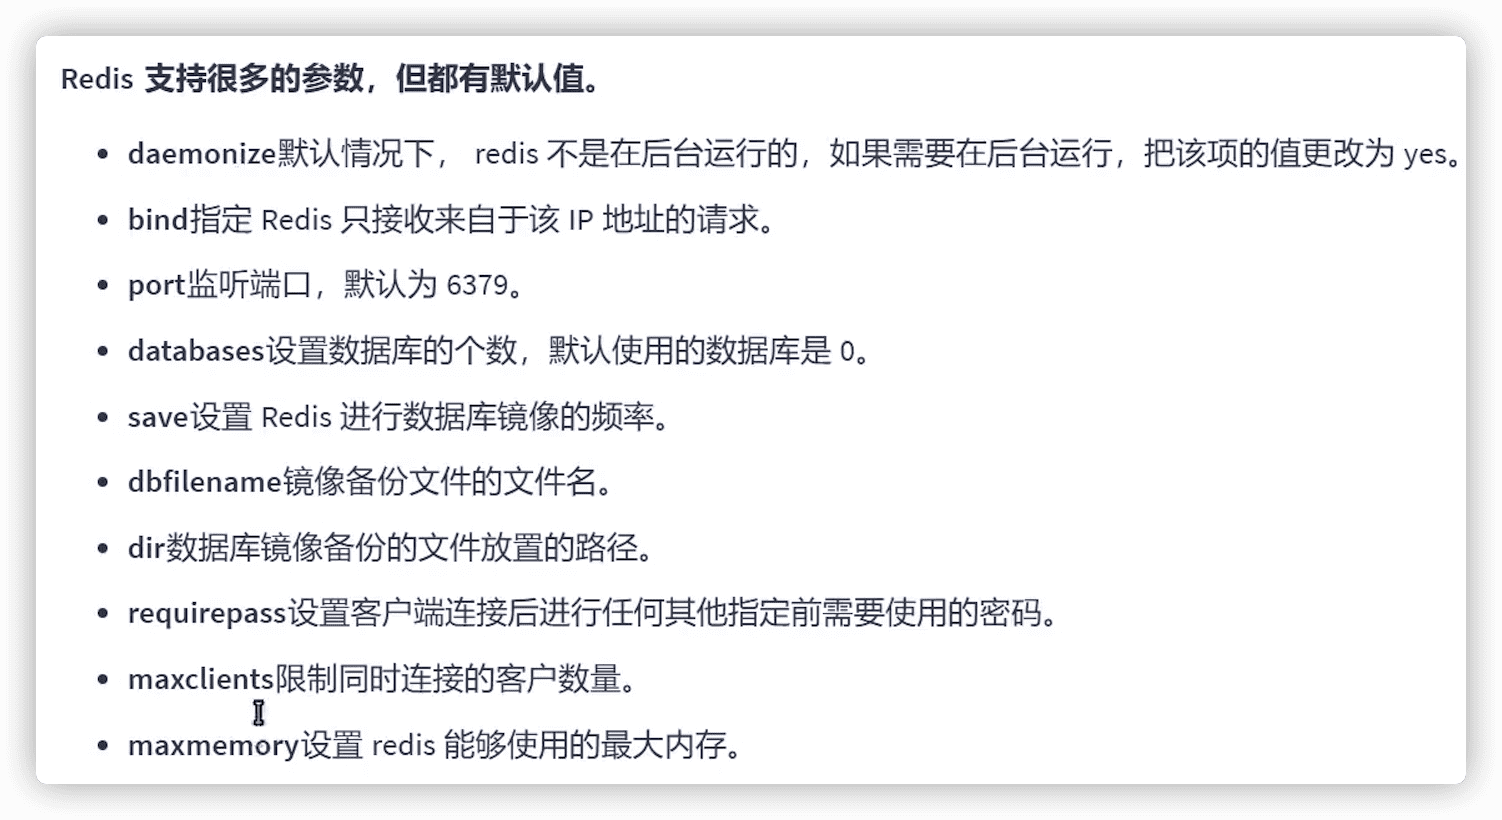 Redis 支持很多的参数，但都有默认值。
daemonize默认情况下， redis 不是在后台运行的，如果需要在后台运行，把该项的值更改为 yes。
bind指定 Redis 只接收来自于该 IP 地址的请求。
port监听端口，默认为 6379。
databases设置数据库的个数，默认使用的数据库是 0。
save设置 Redis 进行数据库镜像的频率。
dbfilename镜像备份文件的文件名。
dir数据库镜像备份的文件放置的路径。
requirepass设置客户端连接后进行任何其他指定前需要使用的密码。
maxclients限制同时连接的客户数量。
maxmemory设置 redis 能够使用的最大内存。